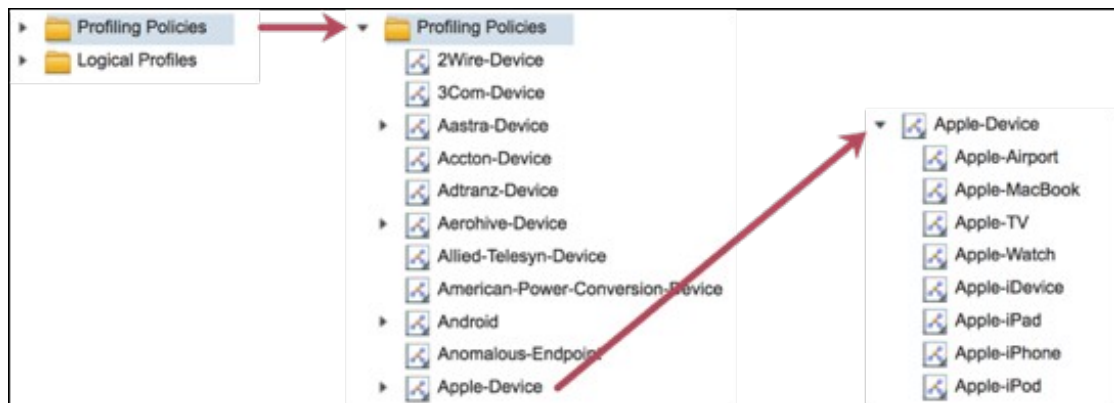 Profiling Policies
Logical Profiles
Profiling Policies
2Wire-Device
3Com-Device
Aastra-Device
Accton-Device
Adtranz-Device
Aerohive-Device
Allied-Telesyn-Device
American-Power-Conversion-Device
Android
Anomalous-Endpoint
Apple-Device
Apple-Device
Apple-Airport
Apple-MacBook
Apple-TV
Apple-Watch
Apple-iDevice
Apple-iPad
Apple-iPhone
Apple-iPod